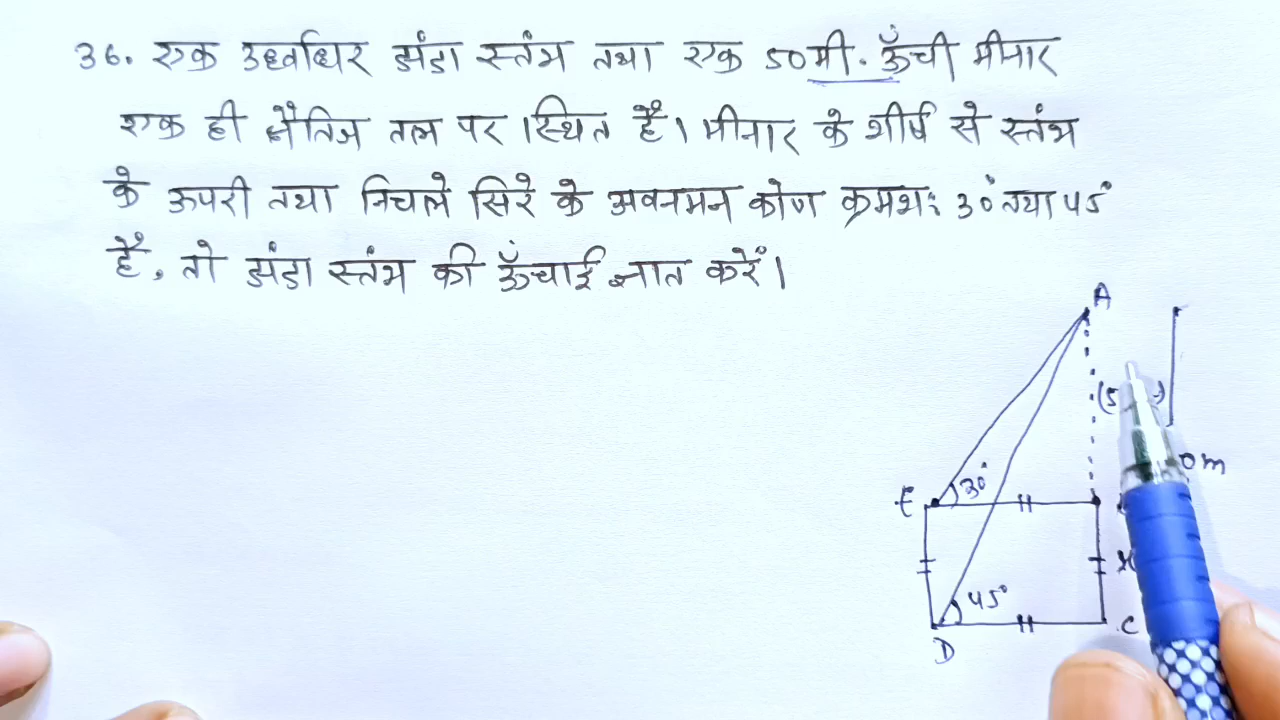 36. एक उर्ध्वाधर झंडा स्तंभ तथा एक 50मी. ऊँची मीनार
एक ही क्षैतिज तल पर स्थित है। मीनार के शीर्ष से स्तंभ
के ऊपरी तथा निचले सिरे के अवनमन कोण क्रमशः 30° तथा 45°
है, तो झंडा स्तंभ की ऊँचाई ज्ञात करें।
A
E
30°
45°
C
D